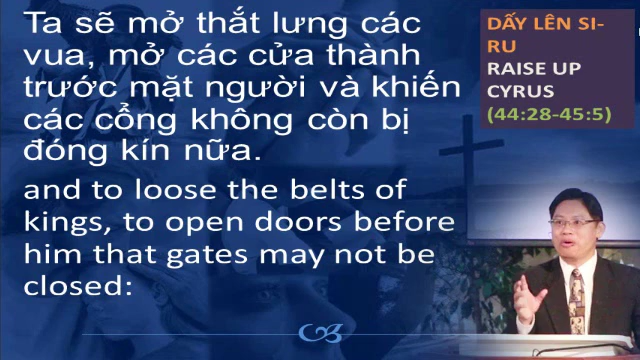 Ta sẽ mở thắt lưng các
vua, mở các cửa thành
trước mặt người và khiến
các cổng không còn bị
đóng kín nữa.
and to loose the belts of
kings, to open doors before
him that gates may not be
closed:
DẤY LÊN SI-
RU
RAISE UP
CYRUS
(44:28-45:5)